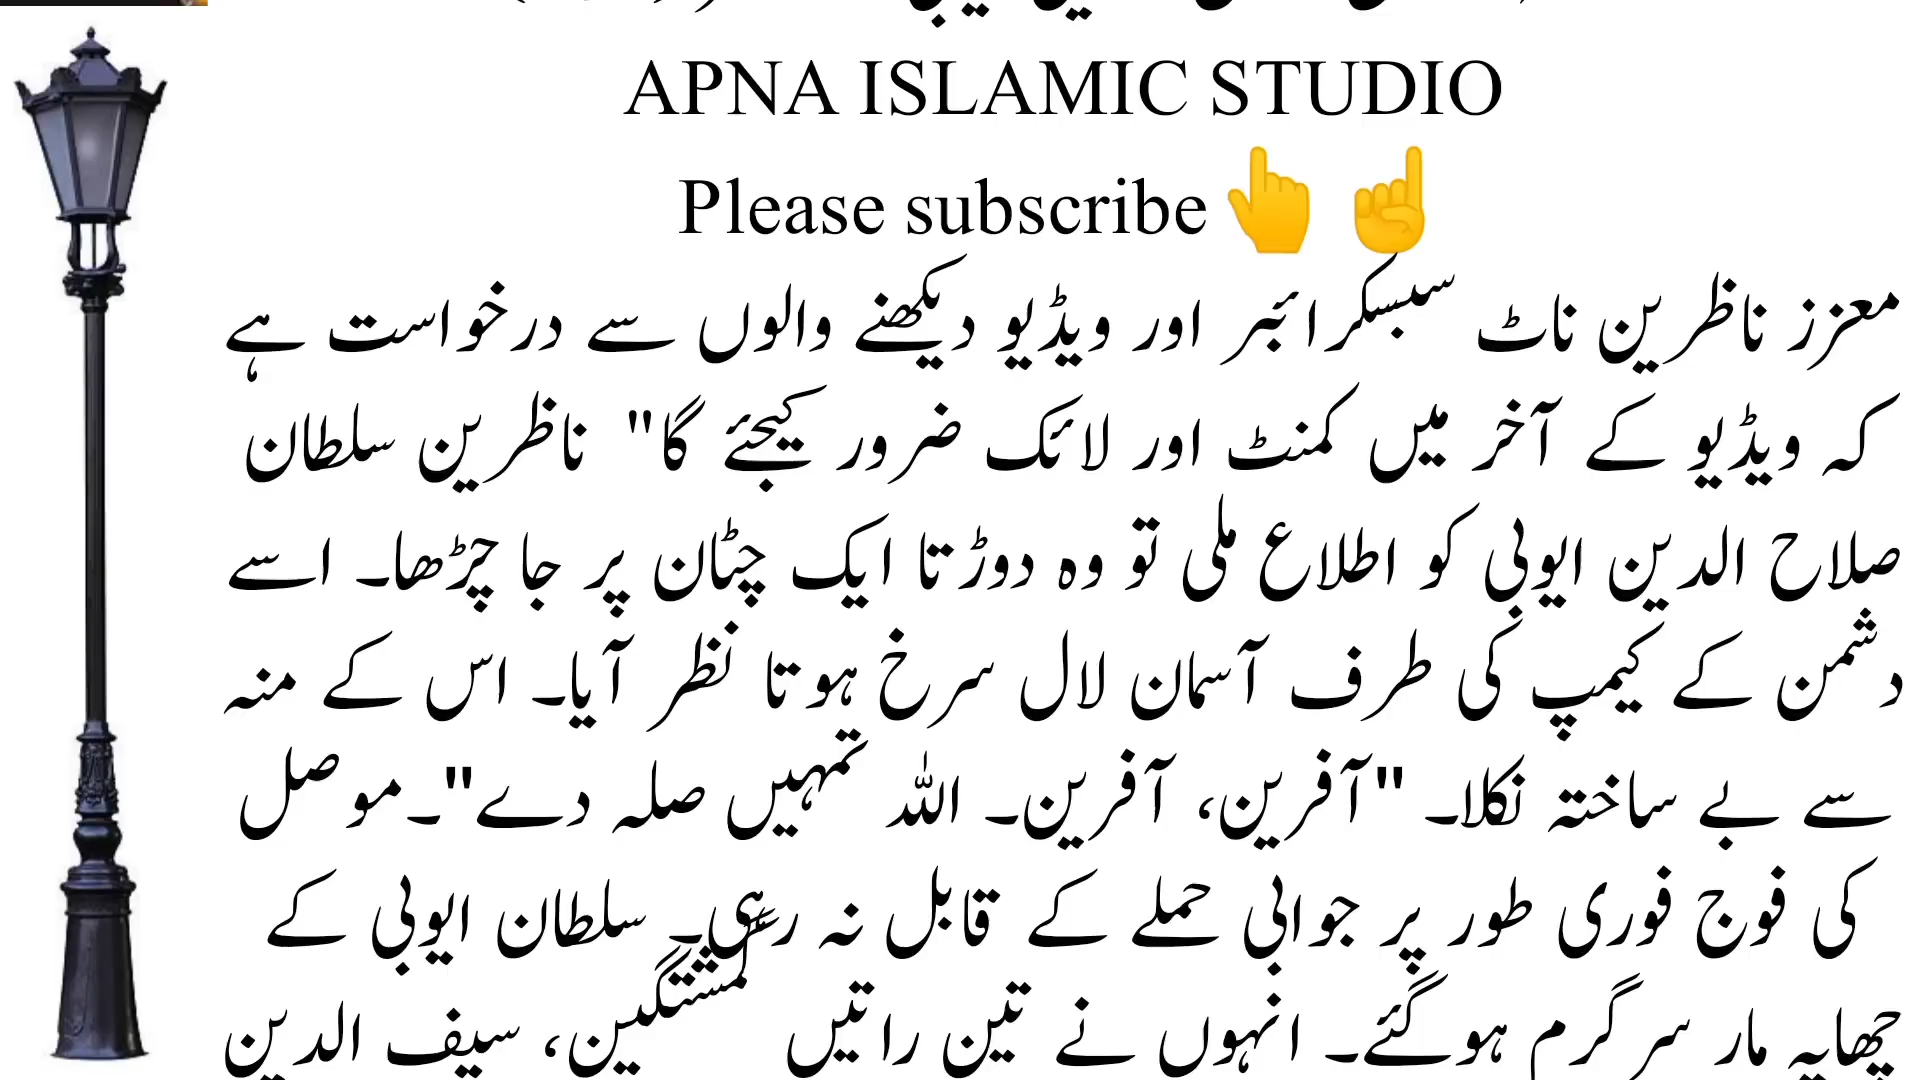 APNA ISLAMIC STUDIO
Please subscribe 👆 ☝
معزز ناظرین ناٹ سبسکرائبر اور ویڈیو دیکھنے والوں سے درخواست ہے
کہ ویڈیو کے آخر میں کمنٹ اور لائک ضرور کیجئے گا" ناظرین سلطان
صلاح الدین ایوبی کو اطلاع ملی تو وہ دوڑتا ایک چٹان پر جا چڑھا۔ اسے
دشمن کے کیمپ کی طرف آسمان لال سرخ ہوتا نظر آیا۔ اس کے منہ
سے بے ساختہ نکلا۔ "آفرین، آفرین۔ اللہ تمہیں صلہ دے"۔موصل
کی فوج فوری طور پر جوابی حملے کے قابل نہ رہی۔ سلطان ایوبی کے
چھاپہ مار سرگرم ہوگئے۔ انہوں نے تین راتیں گمشتگین، سیف الدین